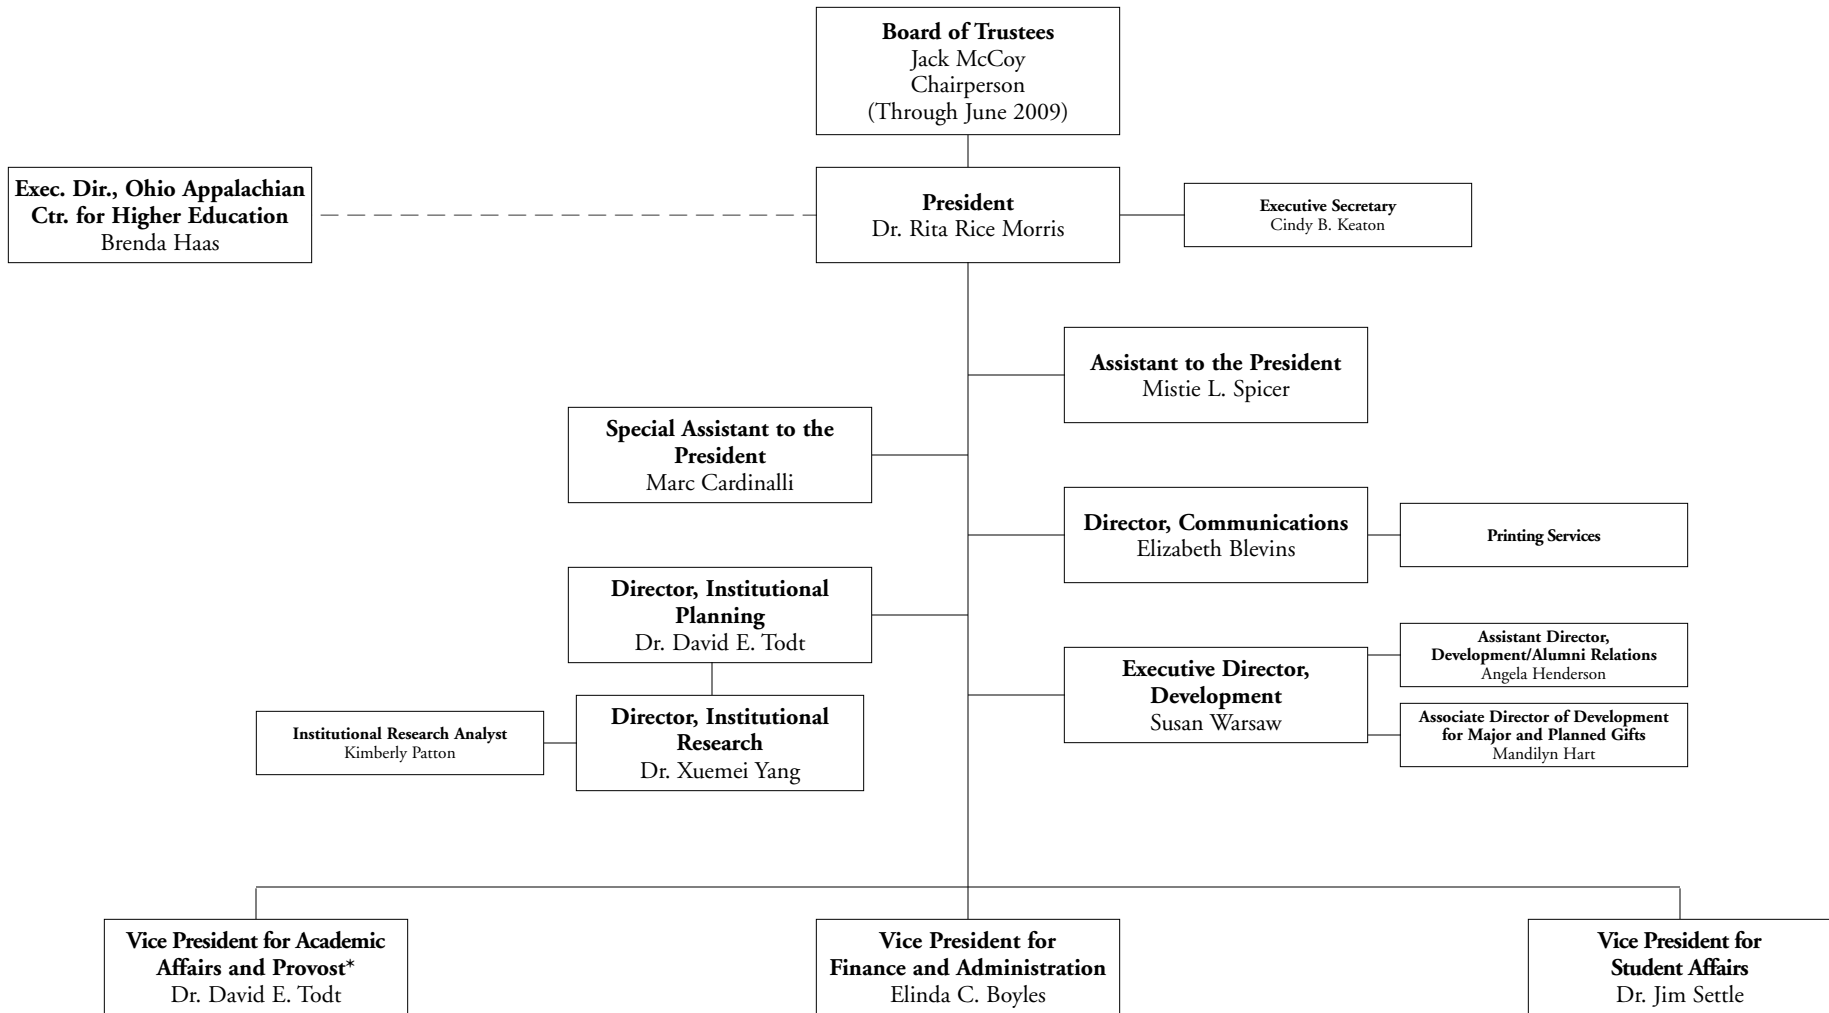 Board of Trustees
Jack McCoy
Chairperson
(Through June 2009)
Exec. Dir., Ohio Appalachian
Ctr. for Higher Education
Brenda Haas
President
Dr. Rita Rice Morris
Executive Secretary
Cindy B. Keaton
Assistant to the President
Mistie L. Spicer
Special Assistant to the
President
Marc Cardinalli
Director, Communications
Elizabeth Blevins
Printing Services
Director, Institutional
Planning
Dr. David E. Todt
Executive Director,
Development
Susan Warsaw
Assistant Director,
Development/Alumni Relations
Angela Henderson
Associate Director of Development
for Major and Planned Gifts
Mandilyn Hart
Institutional Research Analyst
Kimberly Patton
Director, Institutional
Research
Dr. Xuemei Yang
Vice President for Academic
Affairs and Provost*
Dr. David E. Todt
Vice President for
Finance and Administration
Elinda C. Boyles
Vice President for
Student Affairs
Dr. Jim Settle